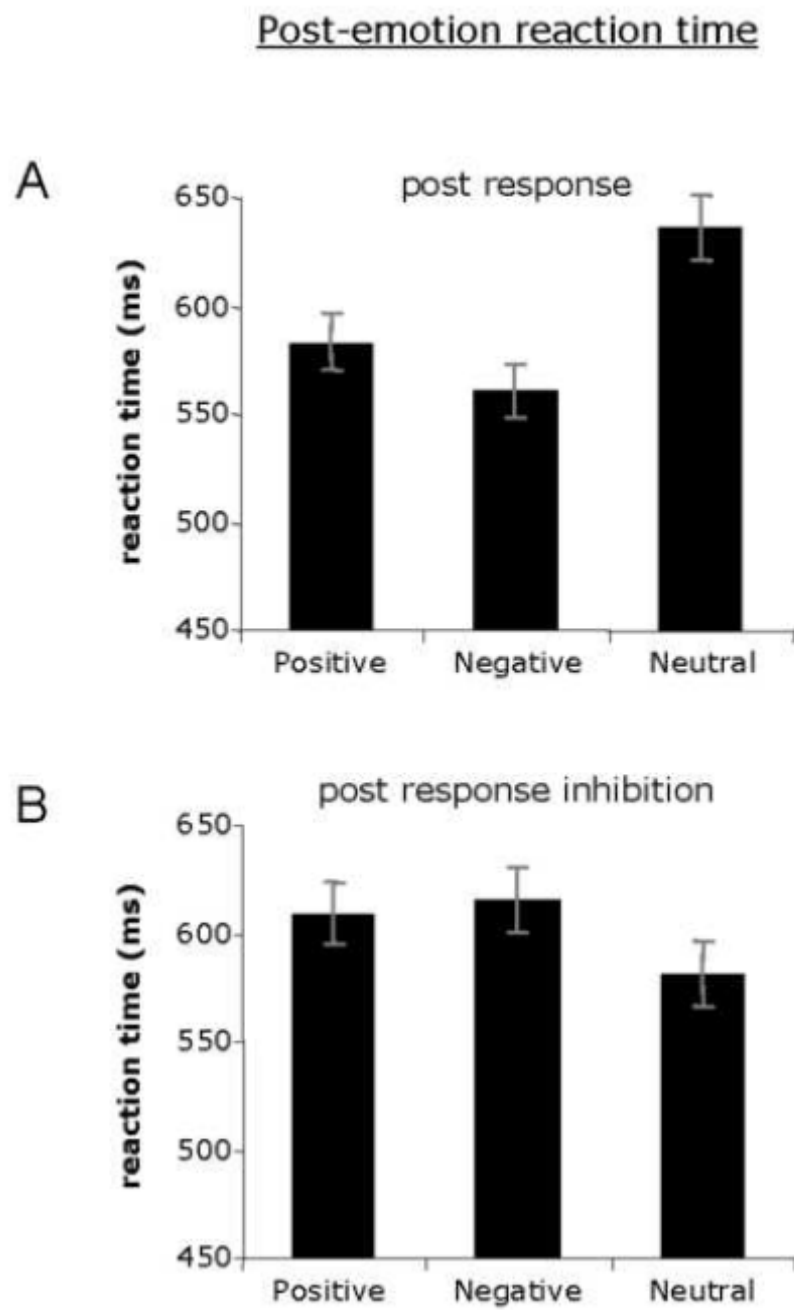 Post-emotion reaction time
A
post response
reaction time (ms)
650
600
550
500
450
Positive Negative Neutral
B
post response inhibition
reaction time (ms)
650
600
550
500
450
Positive Negative Neutral